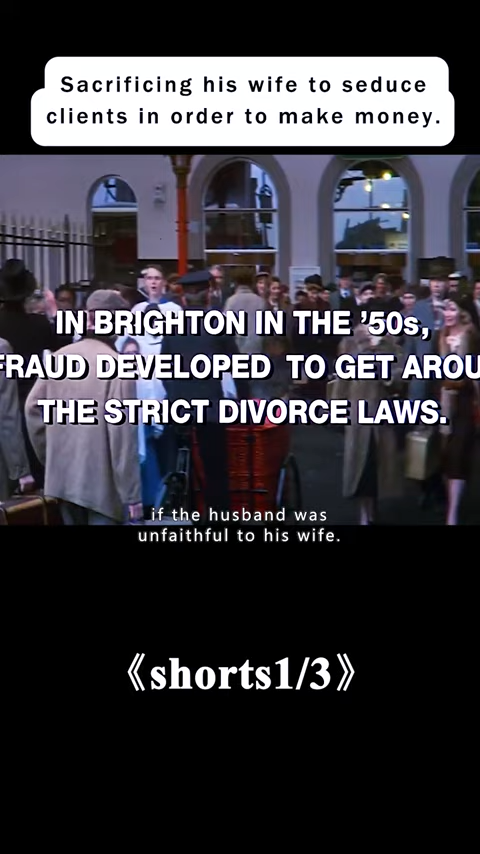 Sacrificing his wife to seduce
clients in order to make money.
IN BRIGHTON IN THE ’50s,
FRAUD DEVELOPED TO GET AROU
THE STRICT DIVORCE LAWS.
if the husband was
unfaithful to his wife.
《shorts1/3》